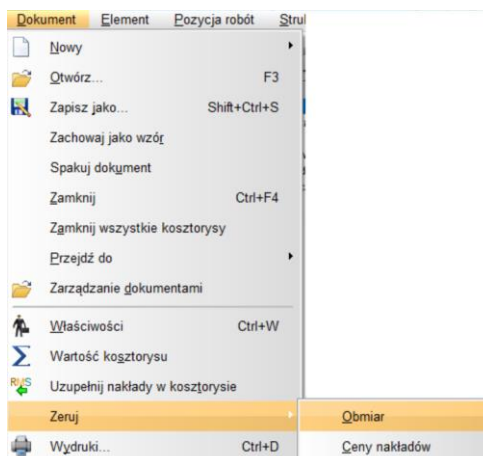 Dokument Element Pozycja robót Stru
Nowy
Otwórz... F3
Zapisz jako... Shift+Ctrl+S
Zachowaj jako wzór
Spakuj dokument
Zamknij Ctrl+F4
Zamknij wszystkie kosztorysy
Przejdź do
Zarządzanie dokumentami
Właściwości Ctrl+W
Wartość kosztorysu
RMS Uzupełnij nakłady w kosztorysie
Zeruj Obmiar
Wydruki... Ctrl+D Ceny nakładów